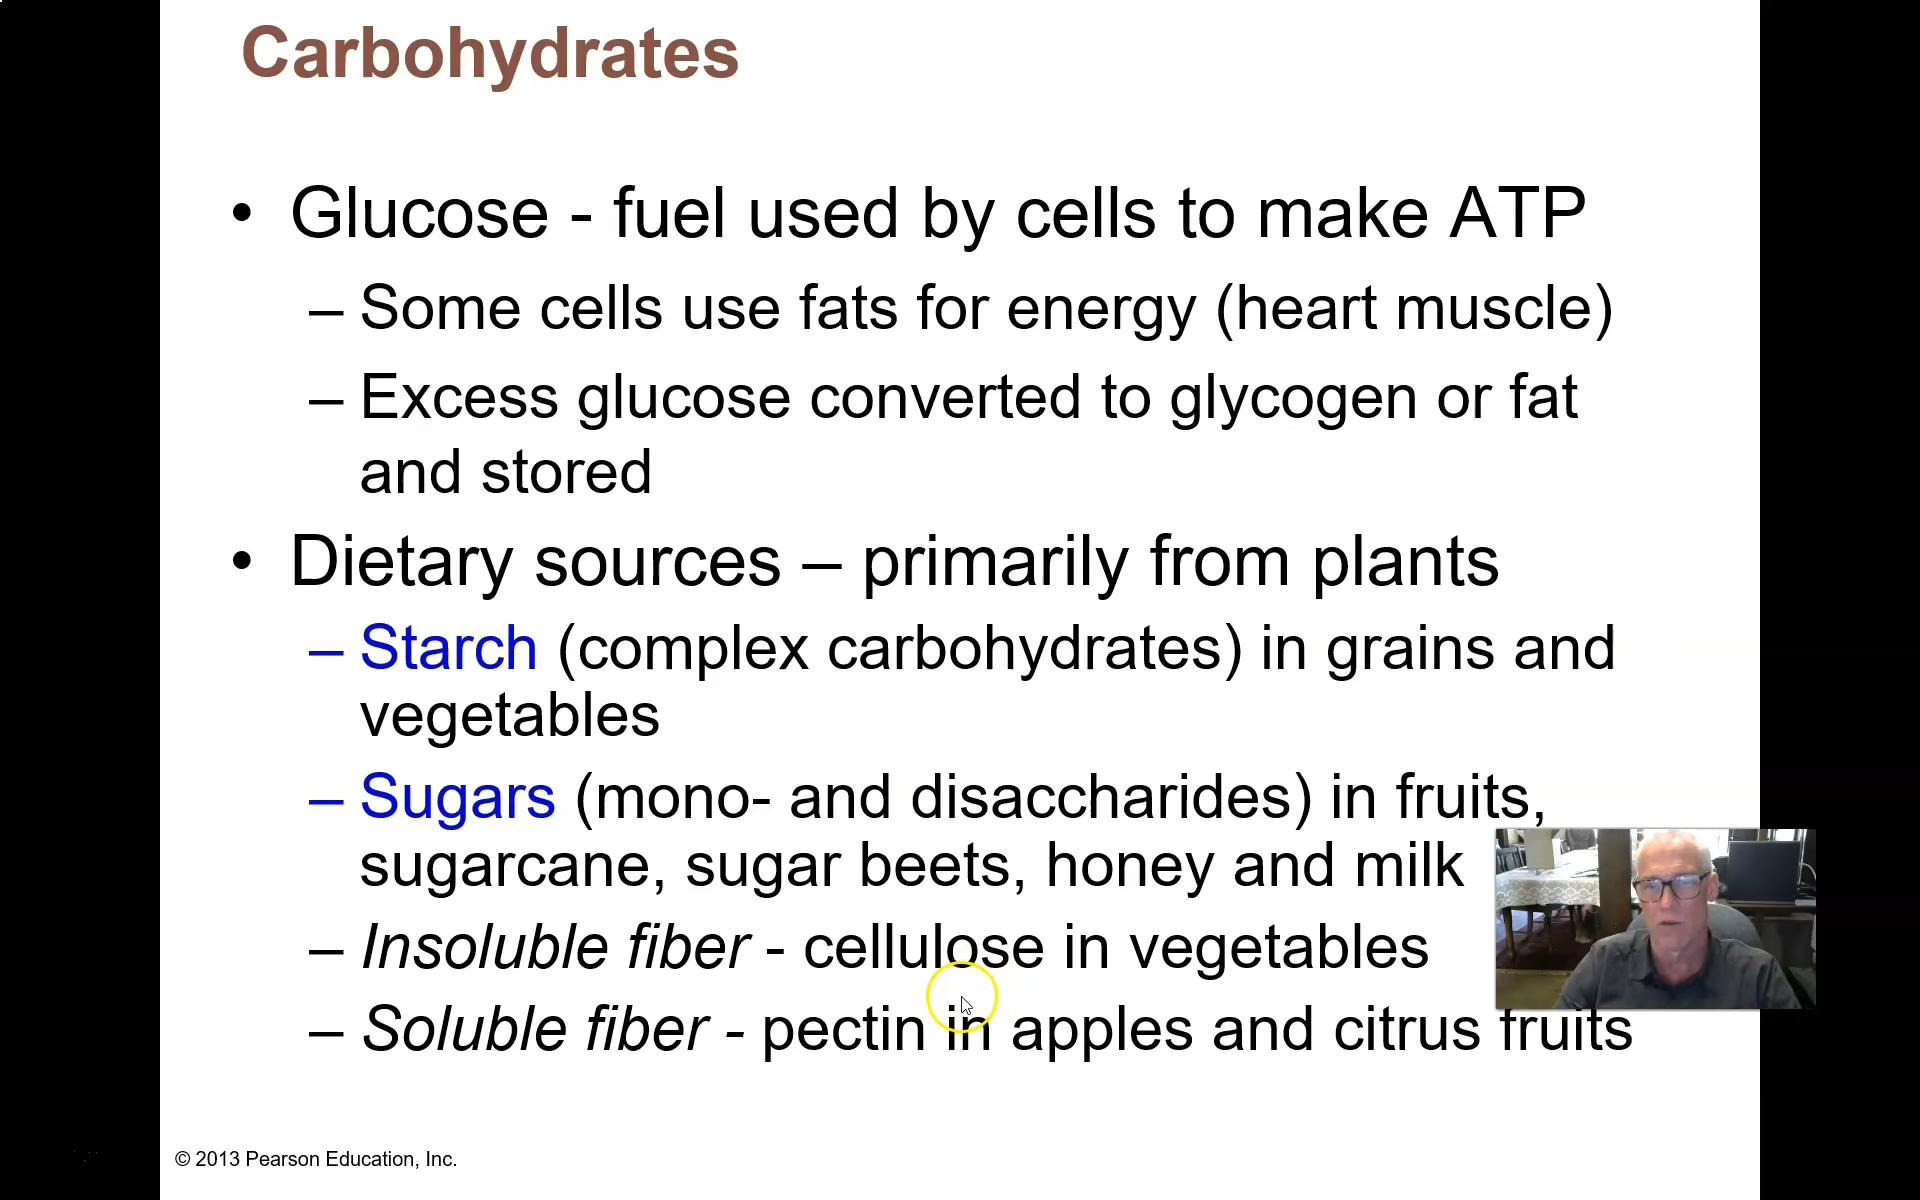 Carbohydrates
• Glucose - fuel used by cells to make ATP
– Some cells use fats for energy (heart muscle)
– Excess glucose converted to glycogen or fat
and stored
• Dietary sources – primarily from plants
– Starch (complex carbohydrates) in grains and
vegetables
– Sugars (mono- and disaccharides) in fruits,
sugarcane, sugar beets, honey and milk
– Insoluble fiber - cellulose in vegetables
– Soluble fiber - pectin in apples and citrus fruits
© 2013 Pearson Education, Inc.